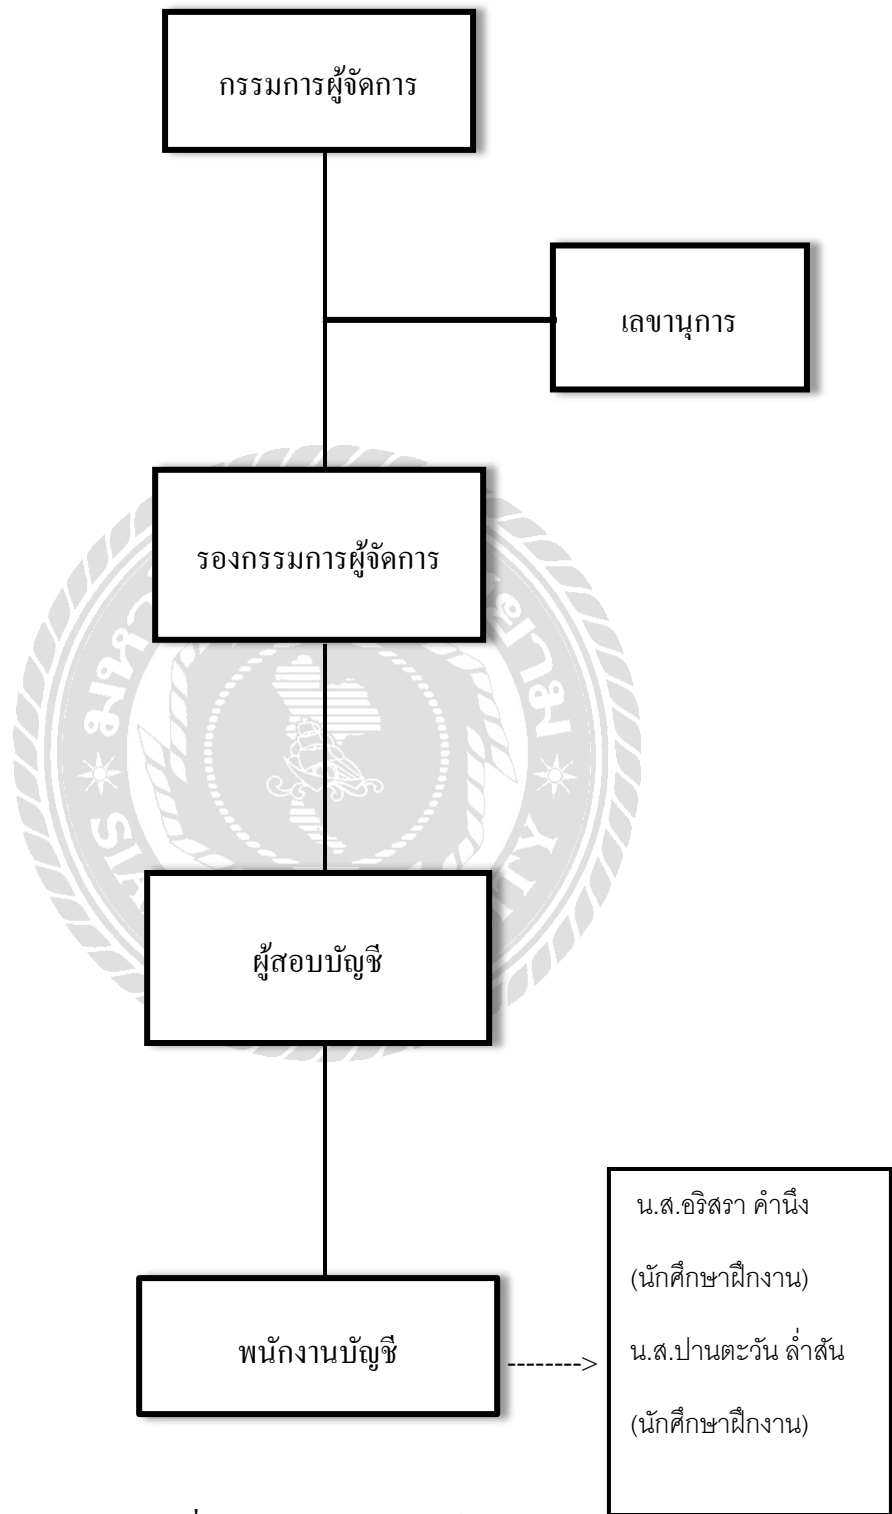 กรรมการผู้จัดการ
เลขานุการ
รองกรรมการผู้จัดการ
ผู้สอบบัญชี
น.ส.อริสรา คำนึง
(นักศึกษาฝึกงาน)
พนักงานบัญชี
-------->
น.ส.ปานตะวัน ล่ำสัน
(นักศึกษาฝึกงาน)